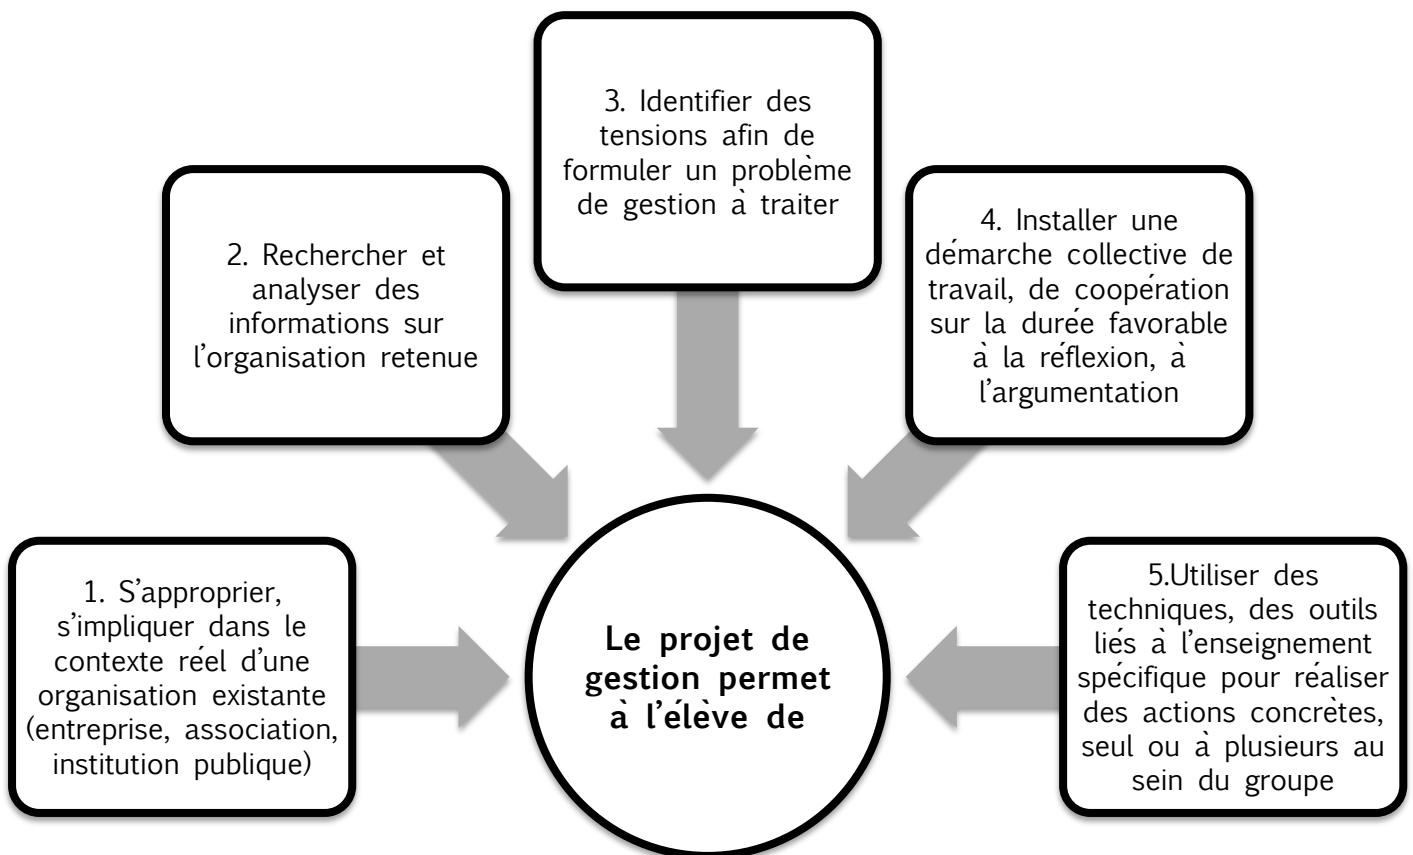 1. S’approprier,
s’impliquer dans le
contexte réel d’une
organisation existante
(entreprise, association,
institution publique)
2. Rechercher et
analyser des
informations sur
l’organisation retenue
3. Identifier des
tensions afin de
formuler un problème
de gestion à traiter
4. Installer une
démarche collective de
travail, de coopération
sur la durée favorable
à la réflexion, à
l’argumentation
5.Utiliser des
techniques, des outils
liés à l’enseignement
spécifique pour réaliser
des actions concrètes,
seul ou à plusieurs au
sein du groupe
Le projet de
gestion permet
à l’élève de